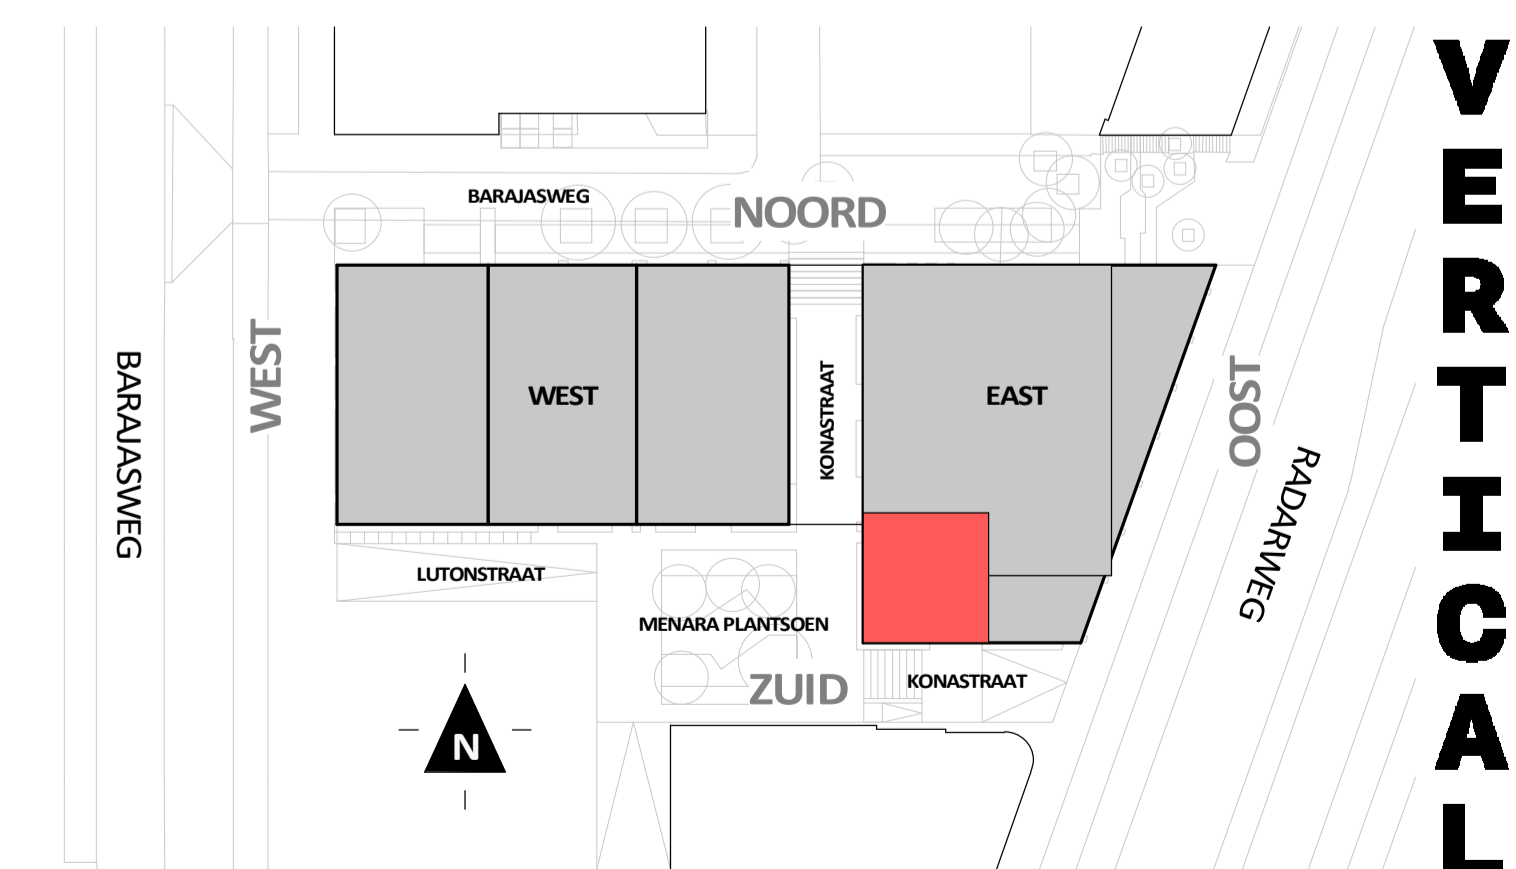 BARAJASWEG
NOORD
WEST
BARAJASWEG
WEST
KONASTRAAT
EAST
OOST
RADARWEG
LUTONSTRAAT
MENARA PLANTSOEN
ZUID
KONASTRAAT
N
VERTICAL